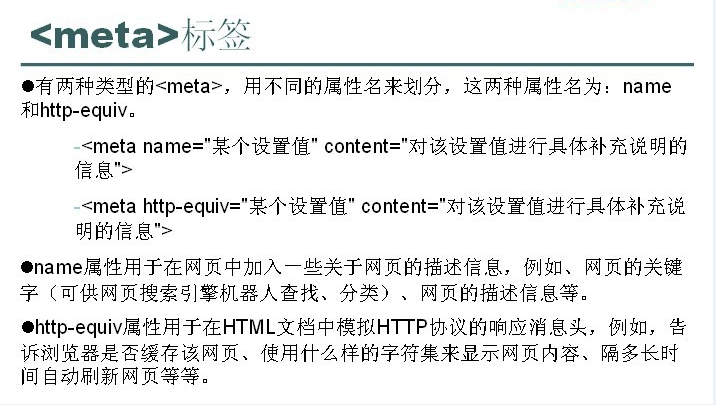 <meta>标签
●有两种类型的<meta>，用不同的属性名来划分，这两种属性名为：name
和http-equiv。
-<meta name="某个设置值" content="对该设置值进行具体补充说明的
信息">
-<meta http-equiv="某个设置值" content="对该设置值进行具体补充说
明的信息">
●name属性用于在网页中加入一些关于网页的描述信息，例如、网页的关键
字（可供网页搜索引擎机器人查找、分类）、网页的描述信息等。
●http-equiv属性用于在HTML文档中模拟HTTP协议的响应消息头，例如，告
诉浏览器是否缓存该网页、使用什么样的字符集来显示网页内容、隔多长时
间自动刷新网页等等。